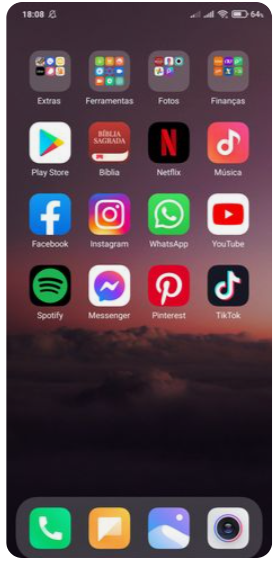 18:08
64
Extras
Ferramentas
Fotos
Finanças
BÍBLIA
SAGRADA
N
Play Store
Bíblia
Netflix
Música
Facebook
Instagram
WhatsApp
YouTube
Spotify
Messenger
Pinterest
TikTok